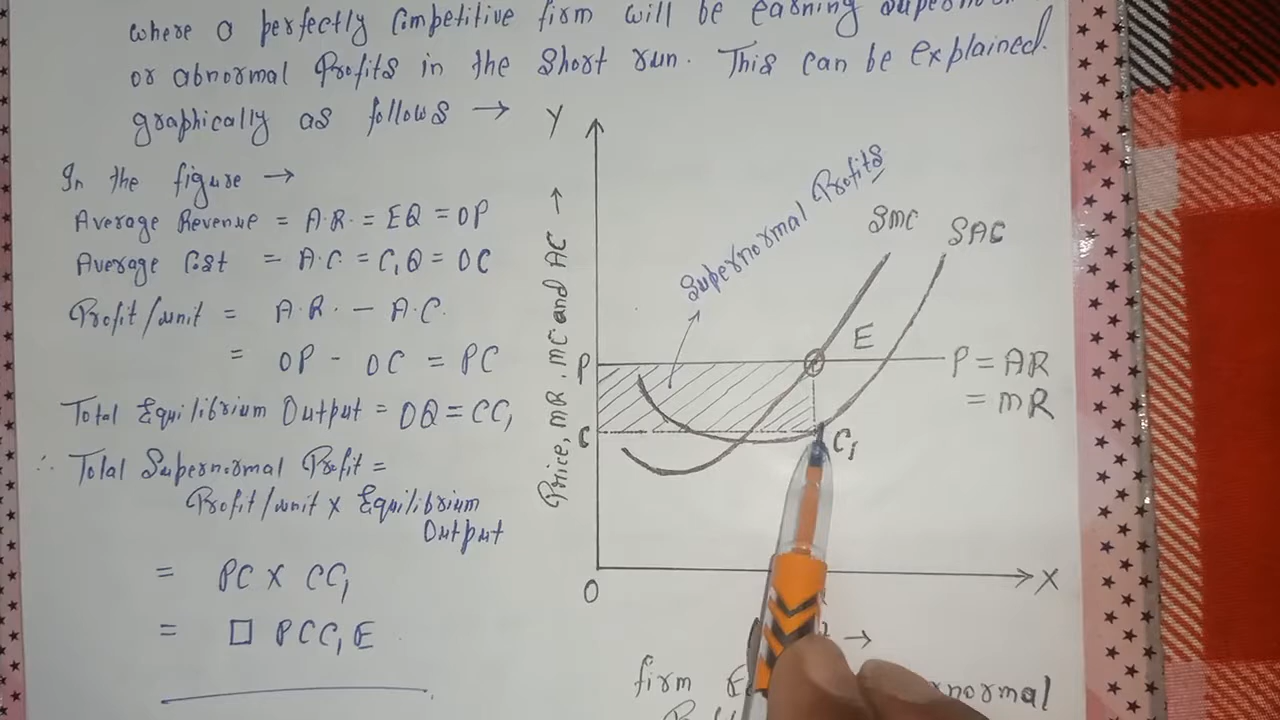 where a perfectly Competitive firm will be earning
or abnormal Profits in the Short run. This can be explained.
graphically as follows →
In the figure →
Average Revenue = A.R. = EQ = OP
Average Cost = A.C. = C₁Q = OC
Profit/unit = A.R. - A.C.
= OP - OC = PC
Total Equilibrium Output = OQ = CC₁
∴ Total Supernormal Profit =
Profit/unit x Equilibrium
Output
= PC x CC₁
= □ PCC₁E
Y
Price, MR, MC and AC →
Supernormal Profits
SMC
SAC
E
P
P = AR
= MR
C
C₁
O
X
→
firm